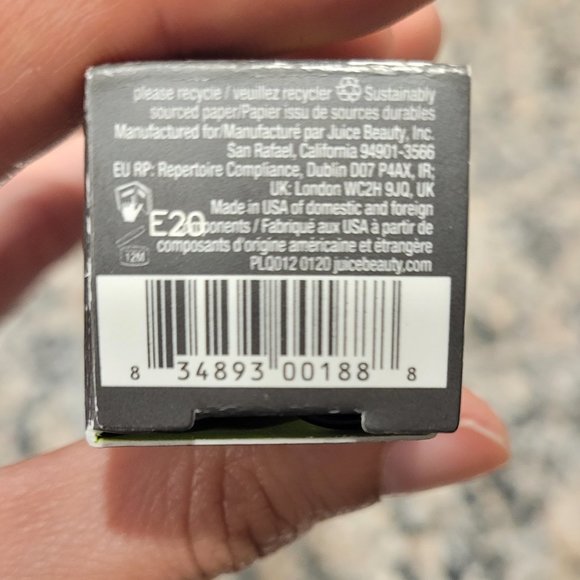 please recycle / veuillez recycler Sustainably
sourced paper/Papier issu de sources durables
Manufactured for/Manufacturé par Juice Beauty, Inc.
San Rafael, California 94901-3566
EU RP: Repertoire Compliance, Dublin D07 P4AX, IR;
UK: London WC2H 9JQ, UK
Made in USA of domestic and foreign
E20
/ Fabriqué aux USA à partir de
composants d'origine américaine et étrangère
12M
PLQ012 0120 juicebeauty.com
8 34893 00188 8